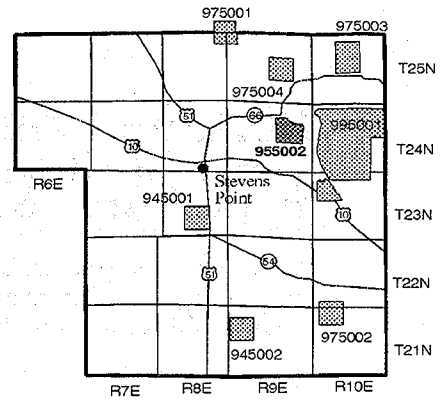 975001
975003
T25N
975004
51
66
995001
10
955002
T24N
R6E
Stevens
Point
945001
10
T23N
54
51
T22N
975002
945002
T21N
R7E
R8E
R9E
R10E